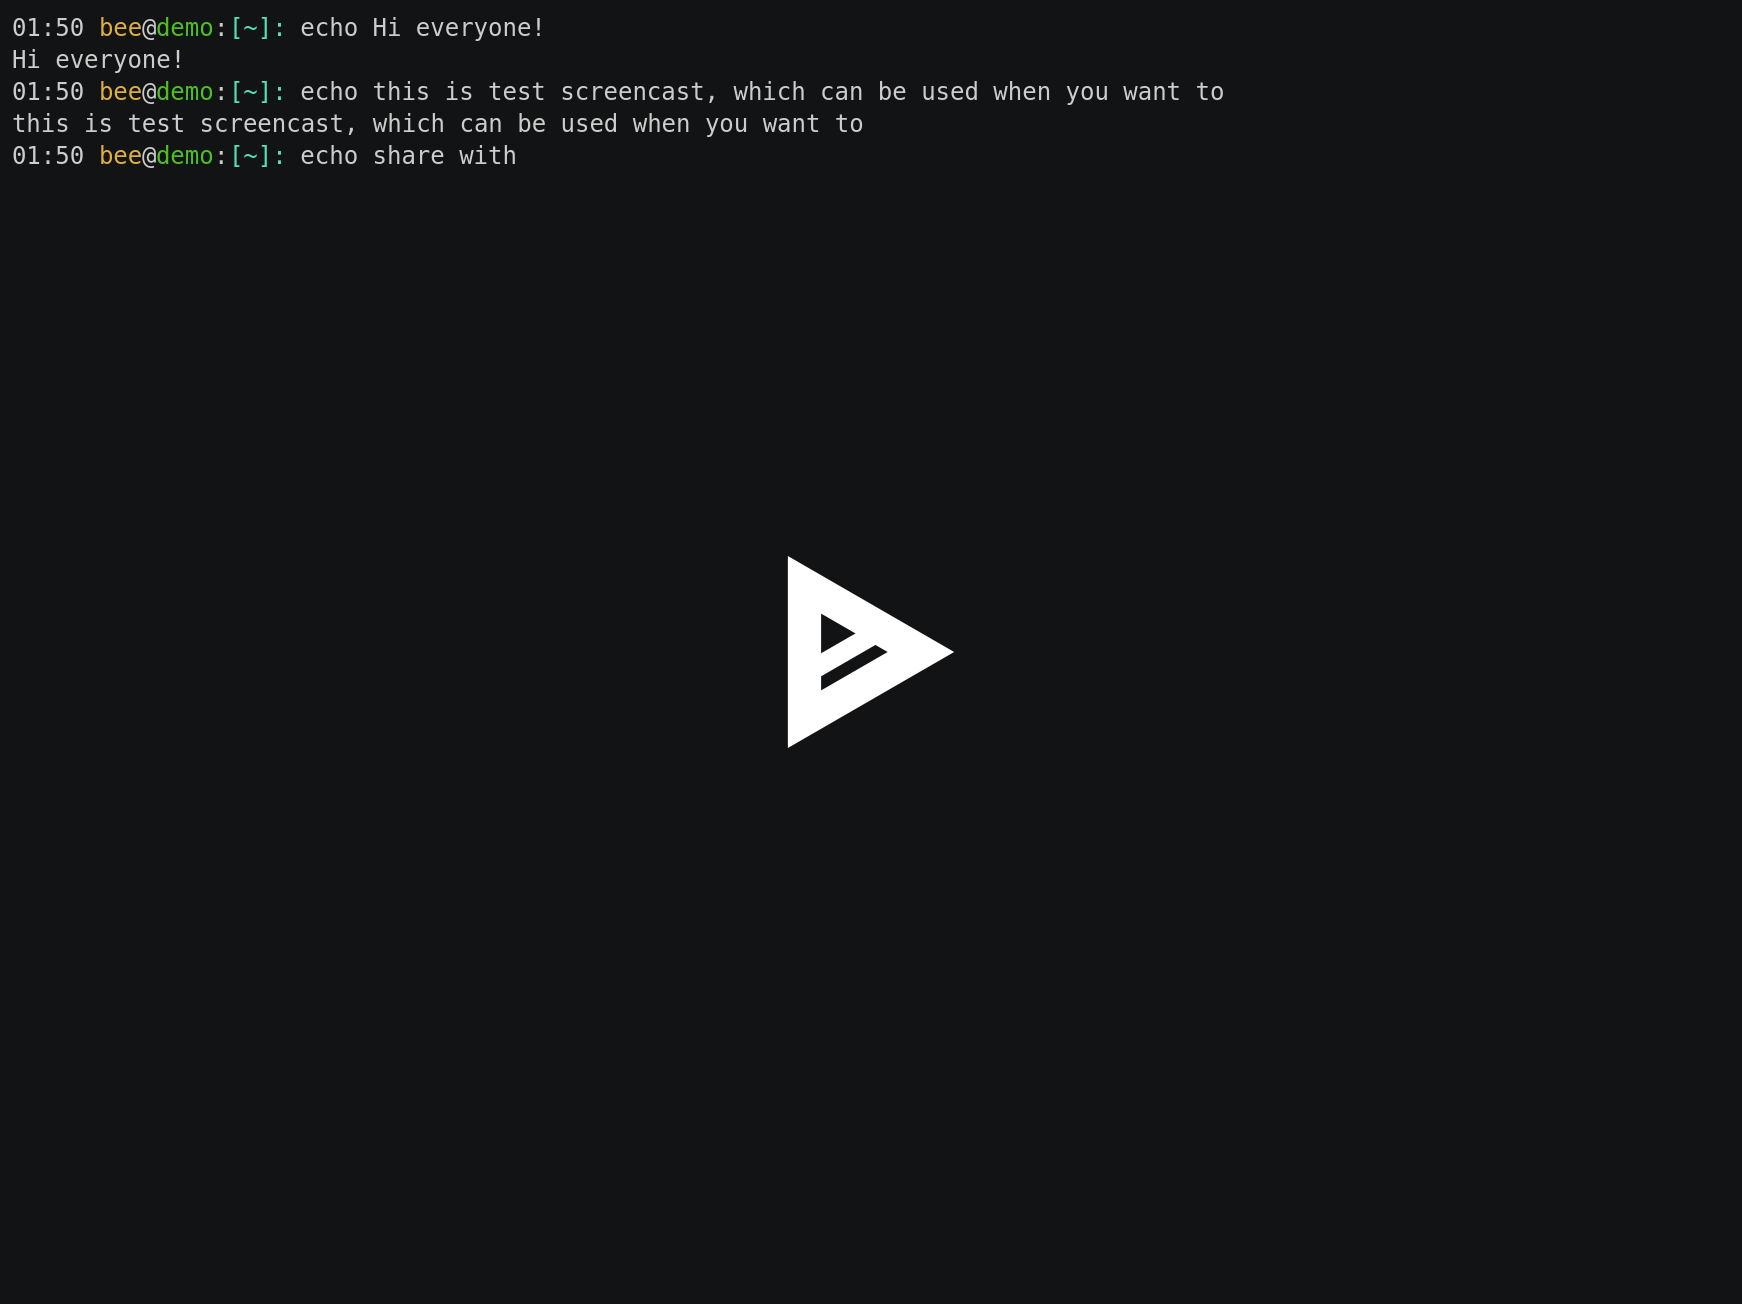 01:50 bee@demo:[~]: echo Hi everyone!
Hi everyone!
01:50 bee@demo:[~]: echo this is test screencast, which can be used when you want to
this is test screencast, which can be used when you want to
01:50 bee@demo:[~]: echo share with